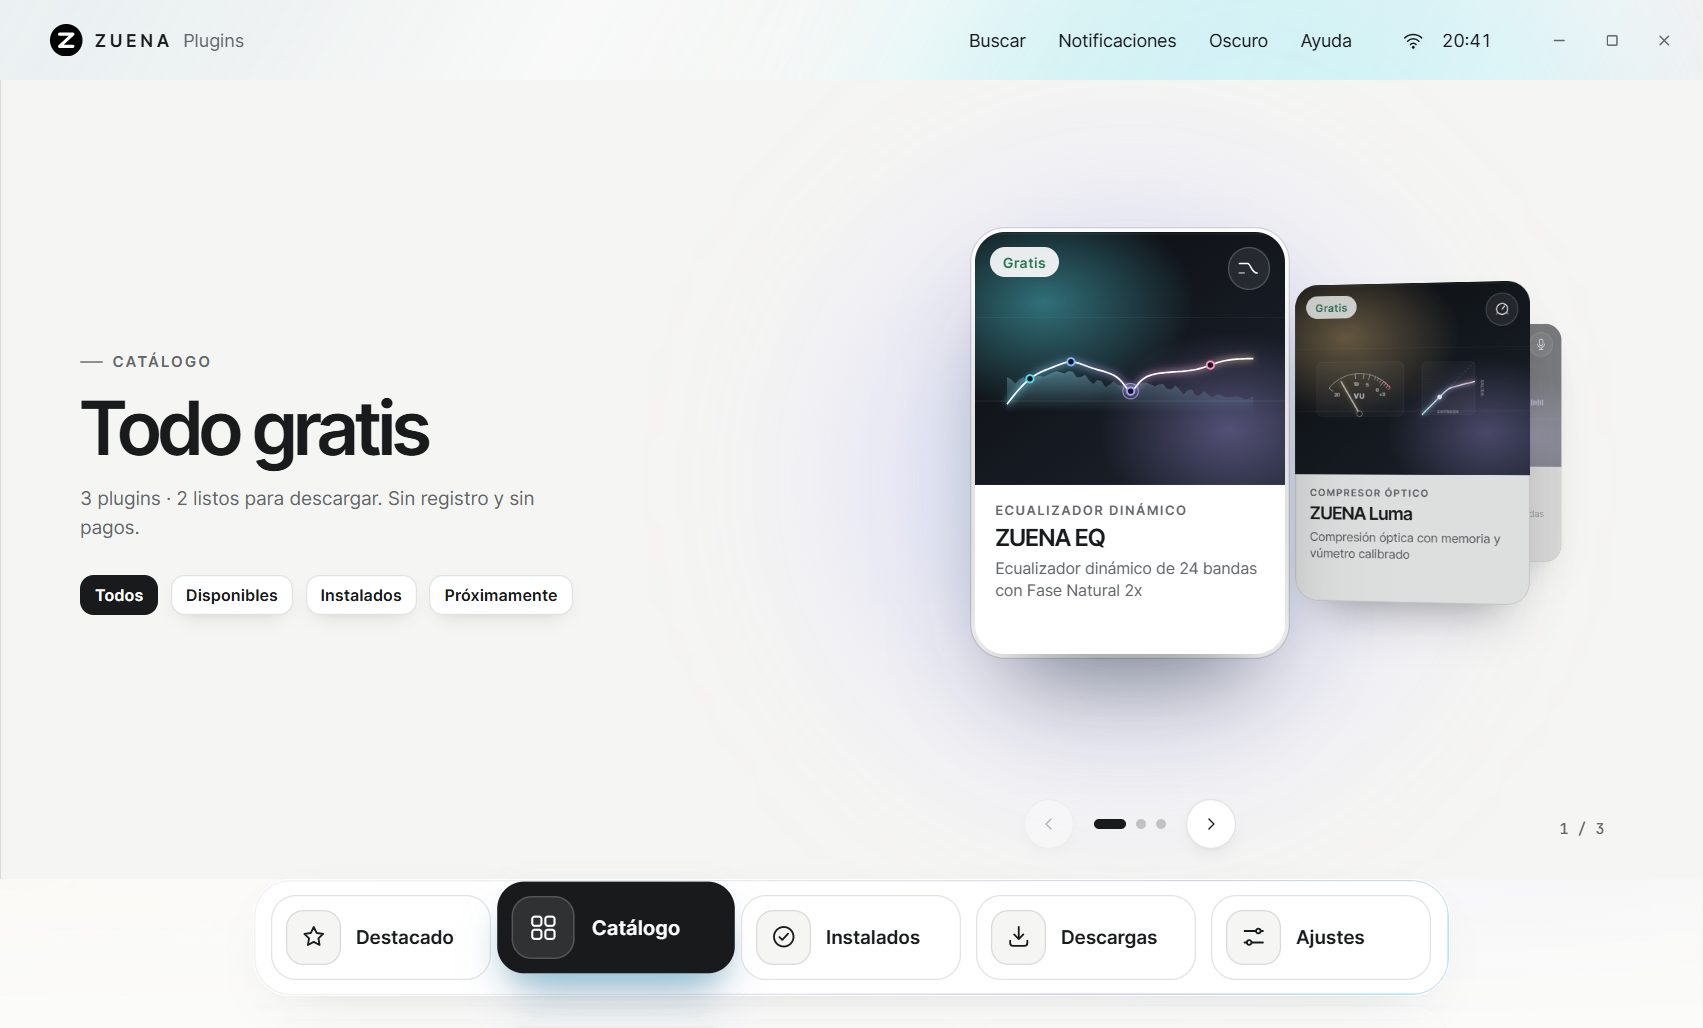 ZUENA Plugins
Buscar Notificaciones Oscuro Ayuda 20:41
— CATÁLOGO
Todo gratis
3 plugins · 2 listos para descargar. Sin registro y sin
pagos.
Todos Disponibles Instalados Próximamente
Gratis
ECUALIZADOR DINÁMICO
ZUENA EQ
Ecualizador dinámico de 24 bandas
con Fase Natural 2x
Gratis
VU
COMPRESOR ÓPTICO
ZUENA Luma
Compresión óptica con memoria y
vúmetro calibrado
1 / 3
Destacado
Catálogo
Instalados
Descargas
Ajustes